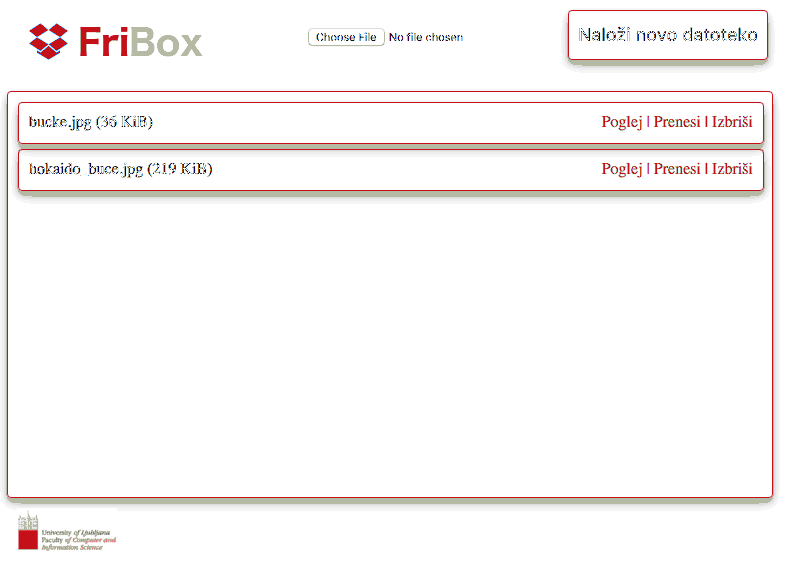 FriBox
Choose File No file chosen
Naloži novo datoteko
bucke.jpg (36 KiB)
Poglej | Prenesi | Izbriši
hokaido_buce.jpg (219 KiB)
Poglej | Prenesi | Izbriši
University of Ljubljana
Faculty of Computer and
Information Science